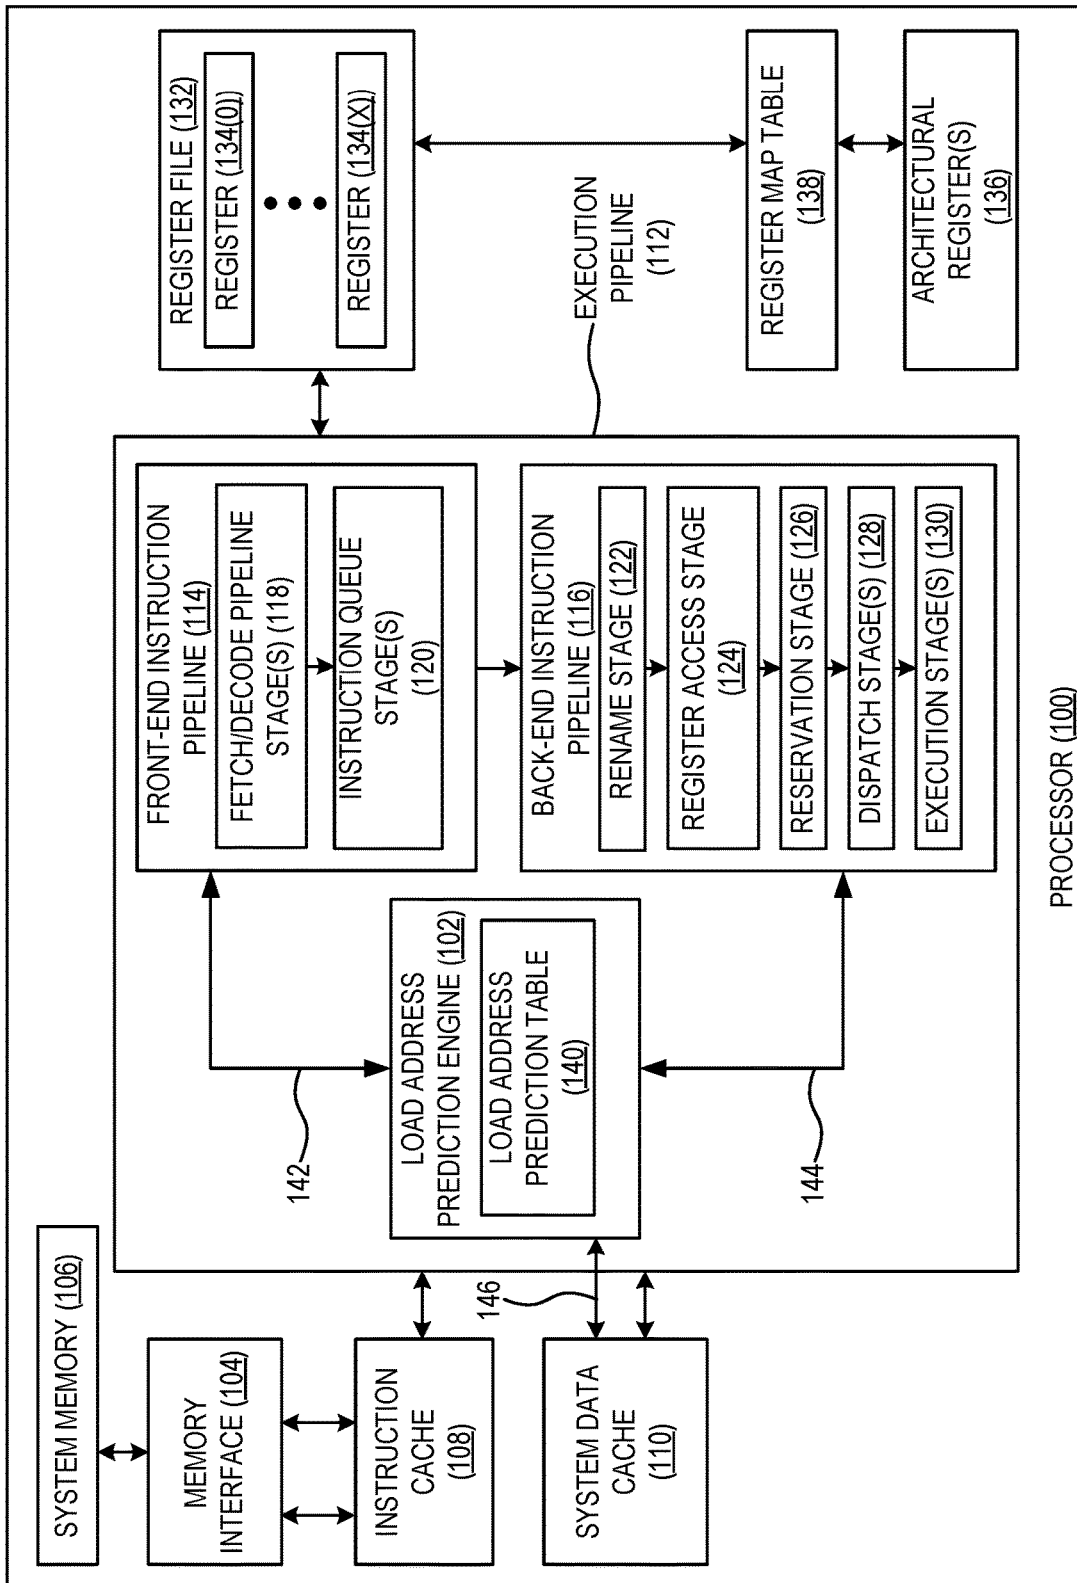 SYSTEM MEMORY (106)
MEMORY
INTERFACE (104)
INSTRUCTION
CACHE
(108)
SYSTEM DATA
CACHE
(110)
142
146
144
LOAD ADDRESS
PREDICTION ENGINE (102)
LOAD ADDRESS
PREDICTION TABLE
(140)
FRONT-END INSTRUCTION
PIPELINE (114)
FETCH/DECODE PIPELINE
STAGE(S) (118)
INSTRUCTION QUEUE
STAGE(S)
(120)
BACK-END INSTRUCTION
PIPELINE (116)
RENAME STAGE (122)
REGISTER ACCESS STAGE
(124)
RESERVATION STAGE (126)
DISPATCH STAGE(S) (128)
EXECUTION STAGE(S) (130)
REGISTER FILE (132)
REGISTER (134(0))
REGISTER (134(X))
EXECUTION
PIPELINE
(112)
REGISTER MAP TABLE
(138)
ARCHITECTURAL
REGISTER(S)
(136)
PROCESSOR (100)